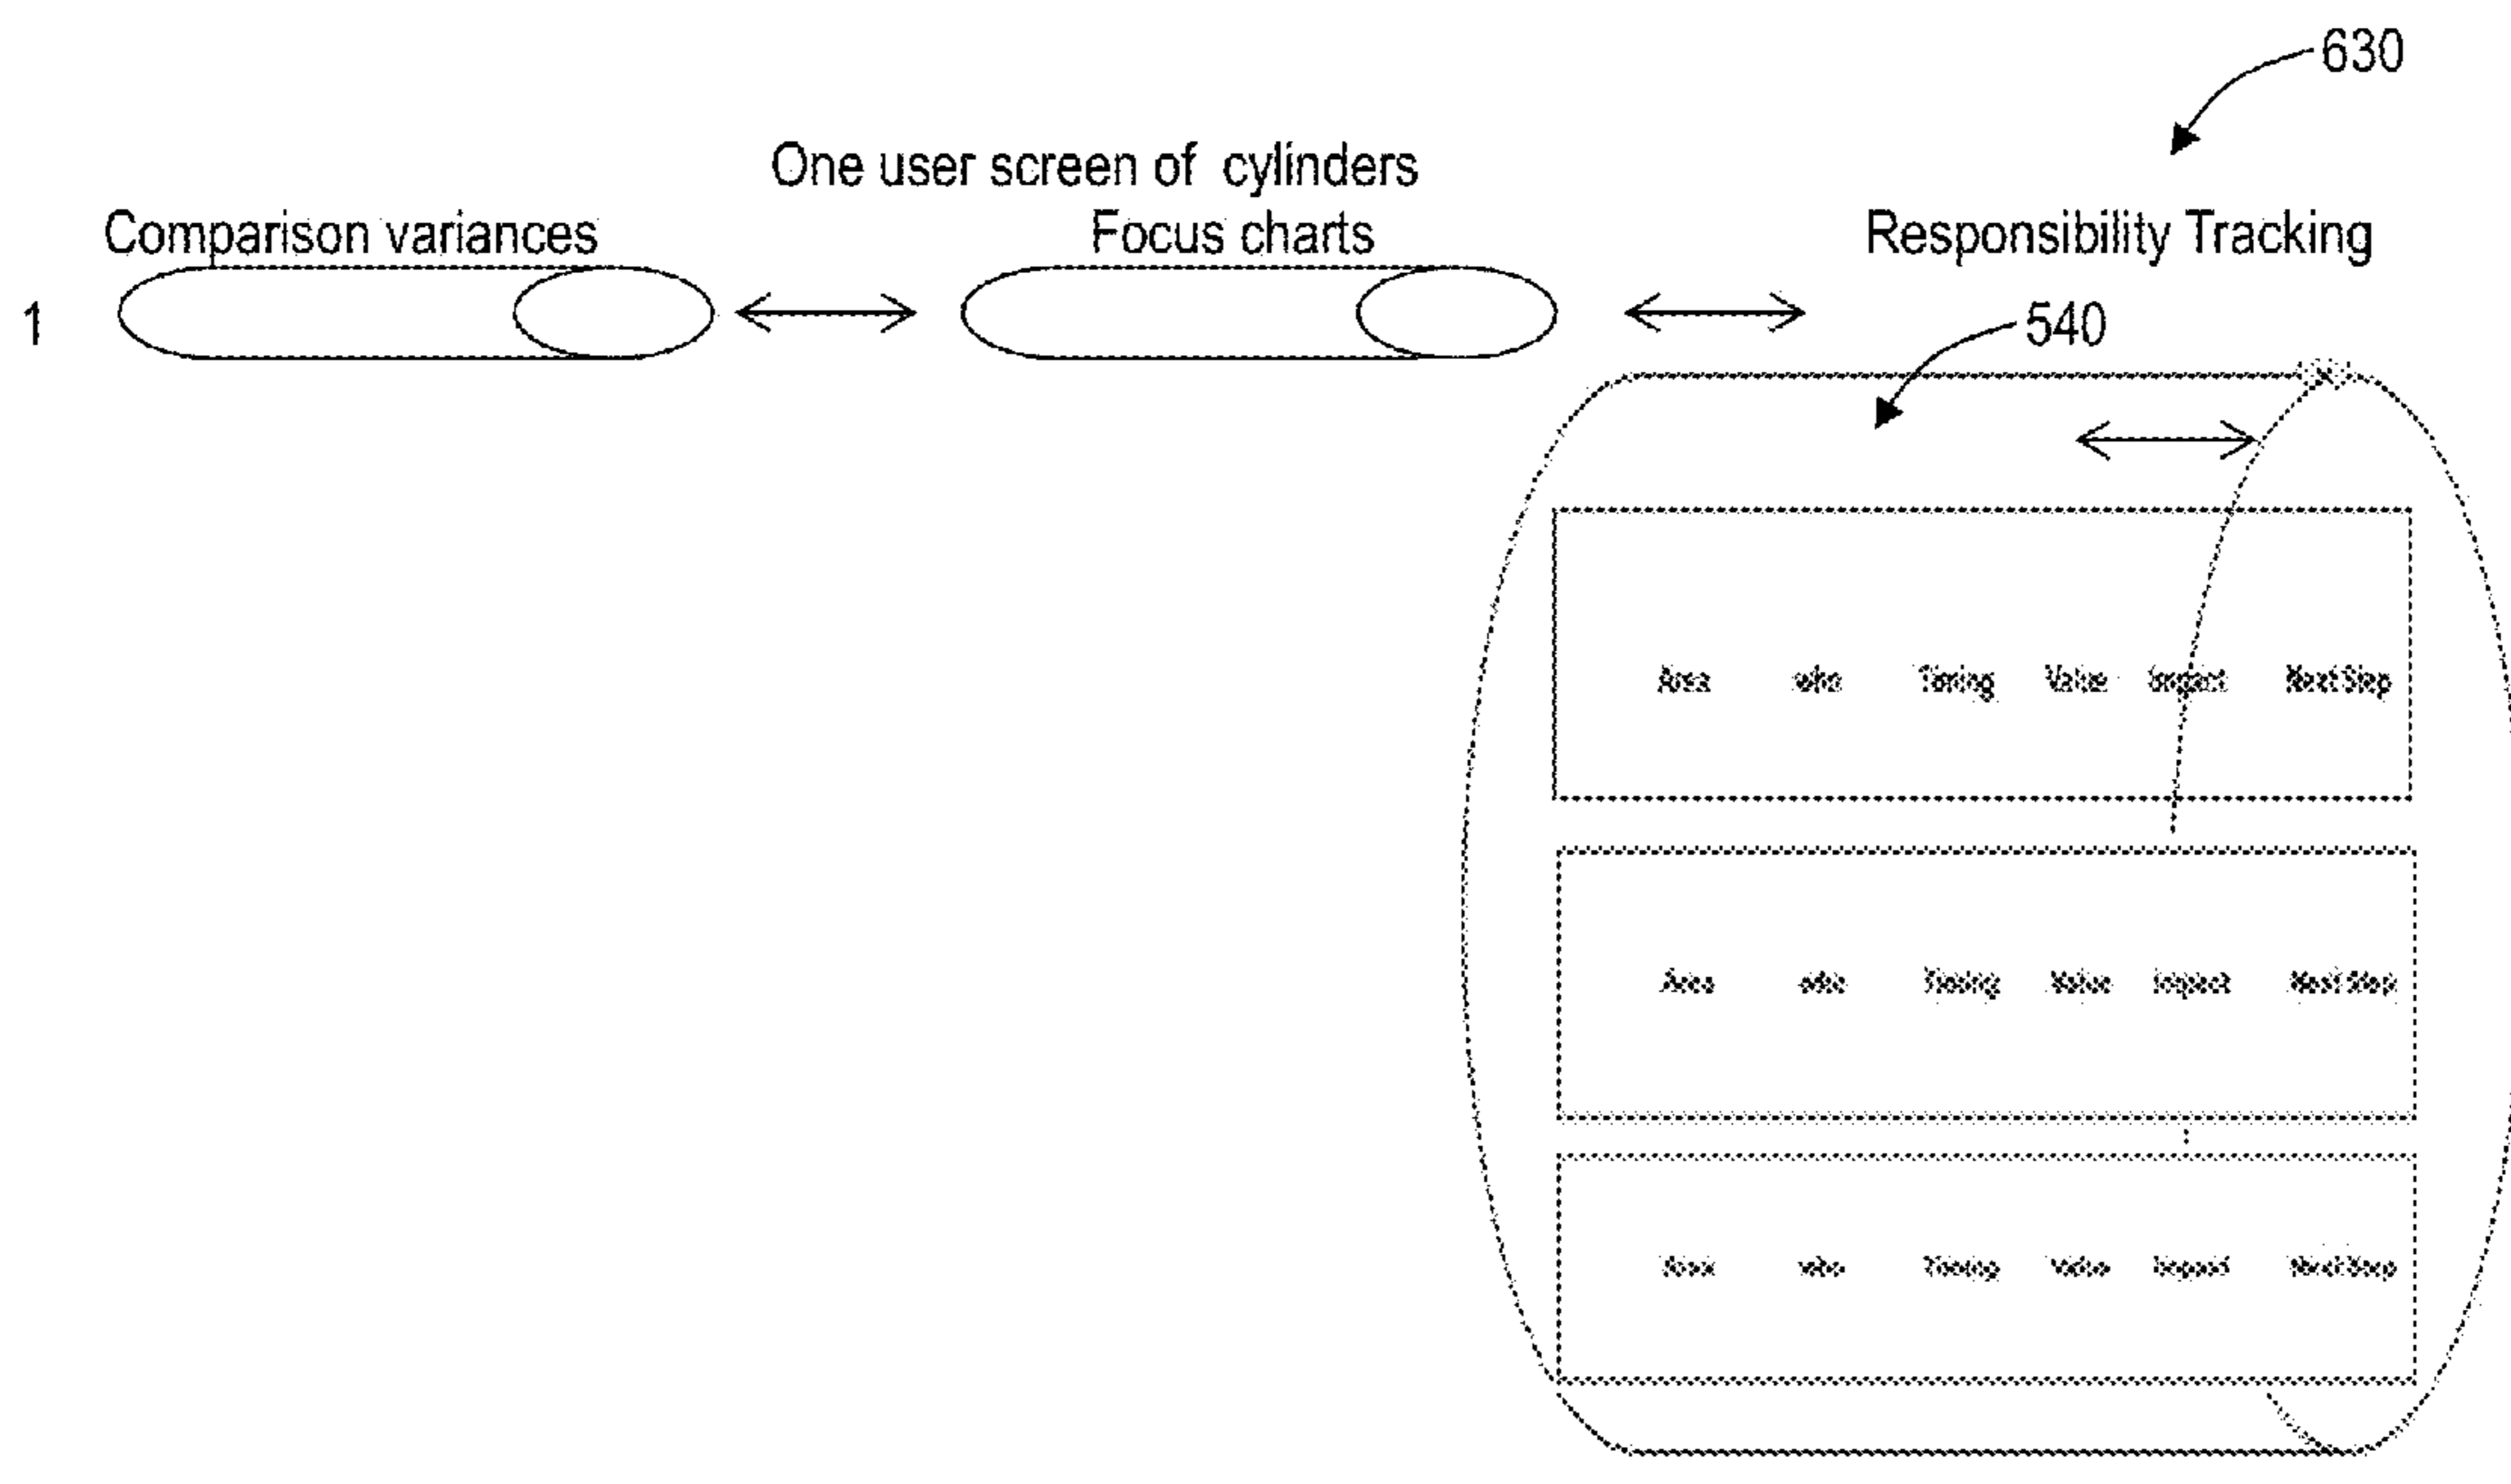 630
One user screen of cylinders
Comparison variances Focus charts Responsibility Tracking
1
540
Area who Timing Value Impact Next Step
Area who Timing Value Impact Next Step
Area who Timing Value Impact Next Step